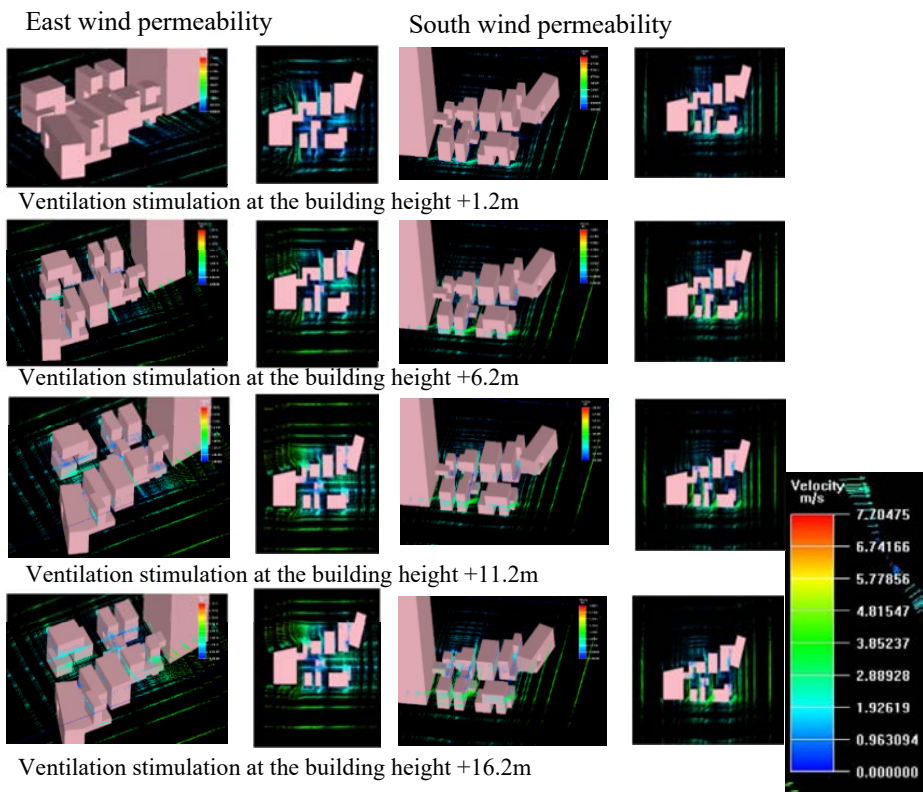 East wind permeability
South wind permeability
Ventilation stimulation at the building height +1.2m
Ventilation stimulation at the building height +6.2m
Ventilation stimulation at the building height +11.2m
Ventilation stimulation at the building height +16.2m
Velocity
m/s
7.70475
6.74166
5.77856
4.81547
3.85237
2.88928
1.92619
0.963094
0.000000